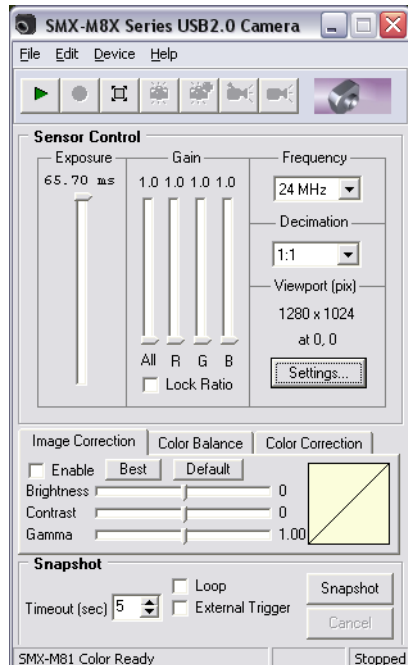 SMX-M8X Series USB2.0 Camera
File Edit Device Help
Sensor Control
Exposure
65.70 ms
Gain
1.0 1.0 1.0 1.0
All R G B
Lock Ratio
Frequency
24 MHz
Decimation
1:1
Viewport (pix)
1280 x 1024
at 0, 0
Settings...
Image Correction Color Balance Color Correction
Enable Best Default
Brightness 0
Contrast 0
Gamma 1.00
Snapshot
Loop
Timeout (sec) 5 External Trigger
Snapshot
Cancel
SMX-M81 Color Ready Stopped